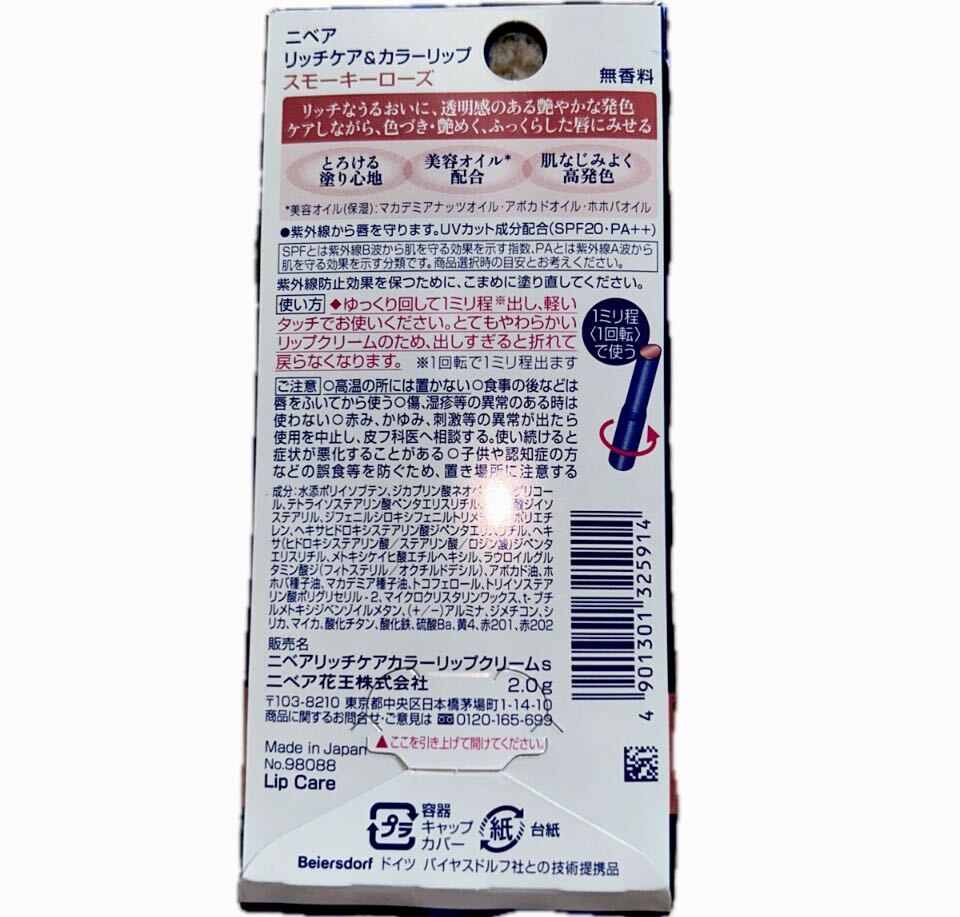 ニベア
リッチケア&カラーリップ
スモーキーローズ
無香料
リッチなうるおいに、透明感のある艶やかな発色
ケアしながら、色づき・艶めく、ふっくらした唇にみせる
とろける
塗り心地
美容オイル*
配合
肌なじみよく
高発色
*美容オイル(保湿):マカデミアナッツオイル・アボカドオイル・ホホバオイル
●紫外線から唇を守ります。UVカット成分配合(SPF20・PA++)
SPFとは紫外線B波から肌を守る効果を示す指数、PAとは紫外線A波から
肌を守る効果を示す分類です。商品選択時の目安とお考えください。
紫外線防止効果を保つために、こまめに塗り直してください。
使い方 ◆ゆっくり回して1ミリ程※出し、軽い
タッチでお使いください。とてもやわらかい
リップクリームのため、出しすぎると折れて
戻らなくなります。 ※1回転で1ミリ程出ます
1ミリ程
〈1回転〉
で使う
ご注意 ○高温の所には置かない○食事の後などは
唇をふいてから使う○傷、湿疹等の異常のある時は
使わない○赤み、かゆみ、刺激等の異常が出たら
使用を中止し、皮フ科医へ相談する。使い続けると
症状が悪化することがある○子供や認知症の方
などの誤食等を防ぐため、置き場所に注意する
成分:水添ポリイソブテン、ジカプリン酸ネオペ グリコー
ル、テトライソステアリン酸ペンタエリスリチル、 酸ジイソ
ステアリル、ジフェニルシロキシフェニルトリメチ ポリエチ
レン、ヘキサヒドロキシステアリン酸ジペンタエリスリチル、ヘキ
サ(ヒドロキシステアリン酸/ステアリン酸/ロジン酸)ジペンタ
エリスリチル、メトキシケイヒ酸エチルヘキシル、ラウロイルグル
タミン酸ジ(フィトステリル/オクチルドデシル)、アボカド油、ホ
ホバ種子油、マカデミア種子油、トコフェロール、トリイソステア
リン酸ポリグリセリル-2、マイクロクリスタリンワックス、t-ブチ
ルメトキシジベンゾイルメタン、(+/-)アルミナ、ジメチコン、シ
リカ、マイカ、酸化チタン、酸化鉄、硫酸Ba、黄4、赤201、赤202
4 901301 325914
販売名
ニベアリッチケアカラーリップクリームs
ニベア花王株式会社 2.0g
〒103-8210 東京都中央区日本橋茅場町1-14-10
商品に関するお問合せ・ご意見は 0120-165-699
▲ここを引き上げて開けてください。
Made in Japan
No.98088
Lip Care
プラ
容器
キャップ
カバー
紙
台紙
Beiersdorf ドイツ バイヤスドルフ社との技術提携品